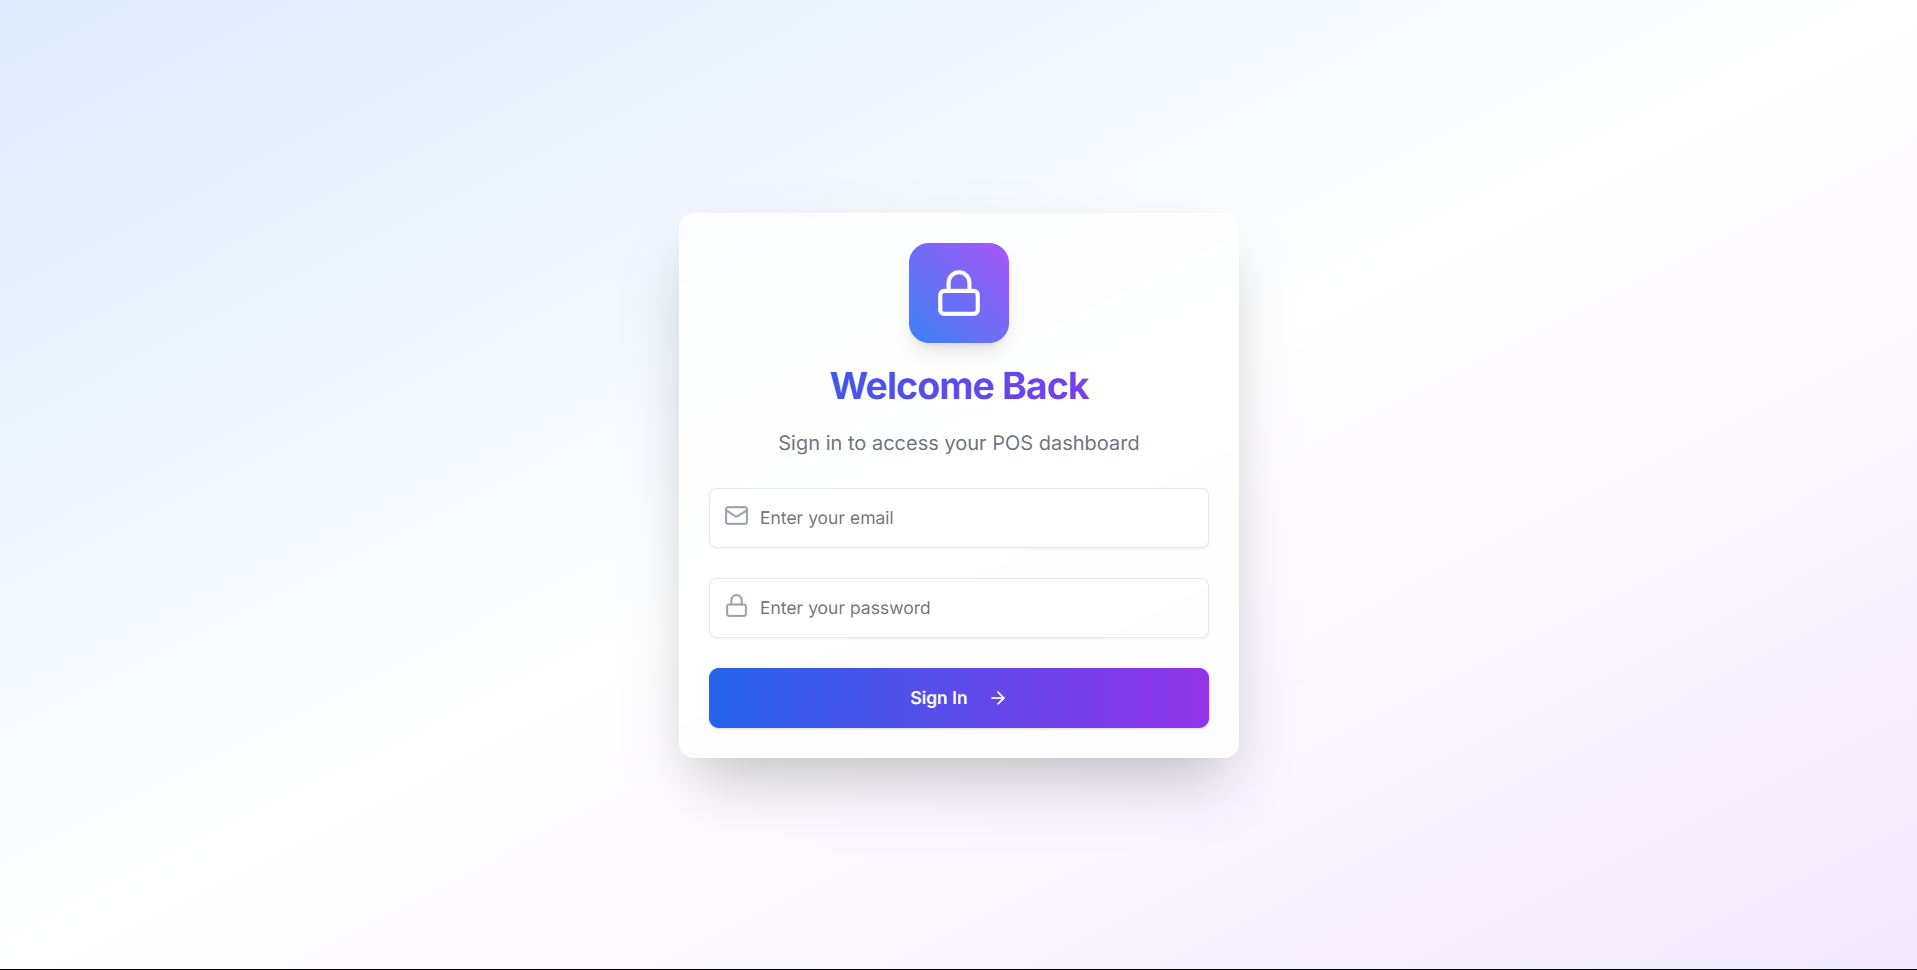 Welcome Back
Sign in to access your POS dashboard
Enter your email
Enter your password
Sign In